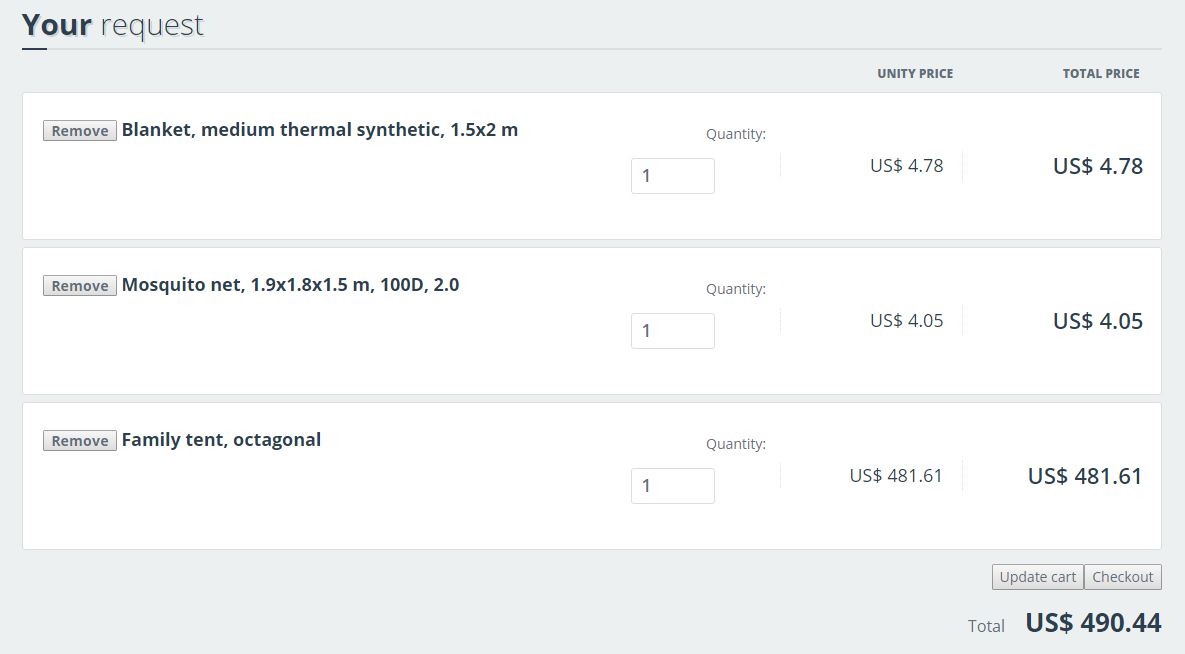 Your request
UNITY PRICE TOTAL PRICE
Remove Blanket, medium thermal synthetic, 1.5x2 m
Quantity:
1 US$ 4.78 US$ 4.78
Remove Mosquito net, 1.9x1.8x1.5 m, 100D, 2.0
Quantity:
1 US$ 4.05 US$ 4.05
Remove Family tent, octagonal
Quantity:
1 US$ 481.61 US$ 481.61
Update cart Checkout
Total US$ 490.44